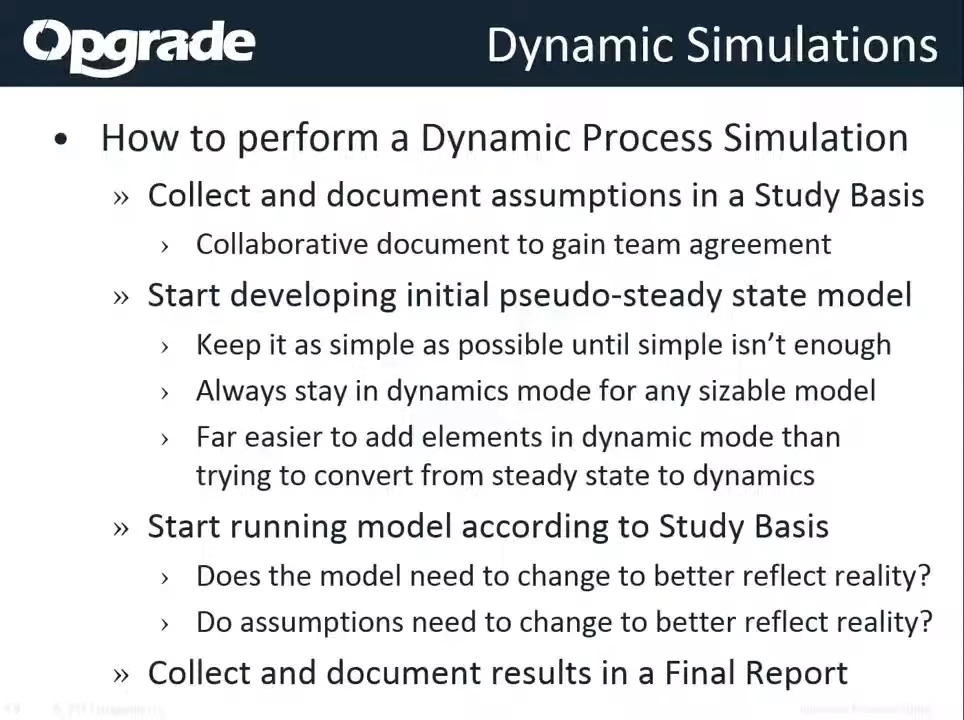 Opgrade
Dynamic Simulations
• How to perform a Dynamic Process Simulation
» Collect and document assumptions in a Study Basis
› Collaborative document to gain team agreement
» Start developing initial pseudo-steady state model
› Keep it as simple as possible until simple isn’t enough
› Always stay in dynamics mode for any sizable model
› Far easier to add elements in dynamic mode than
trying to convert from steady state to dynamics
» Start running model according to Study Basis
› Does the model need to change to better reflect reality?
› Do assumptions need to change to better reflect reality?
» Collect and document results in a Final Report